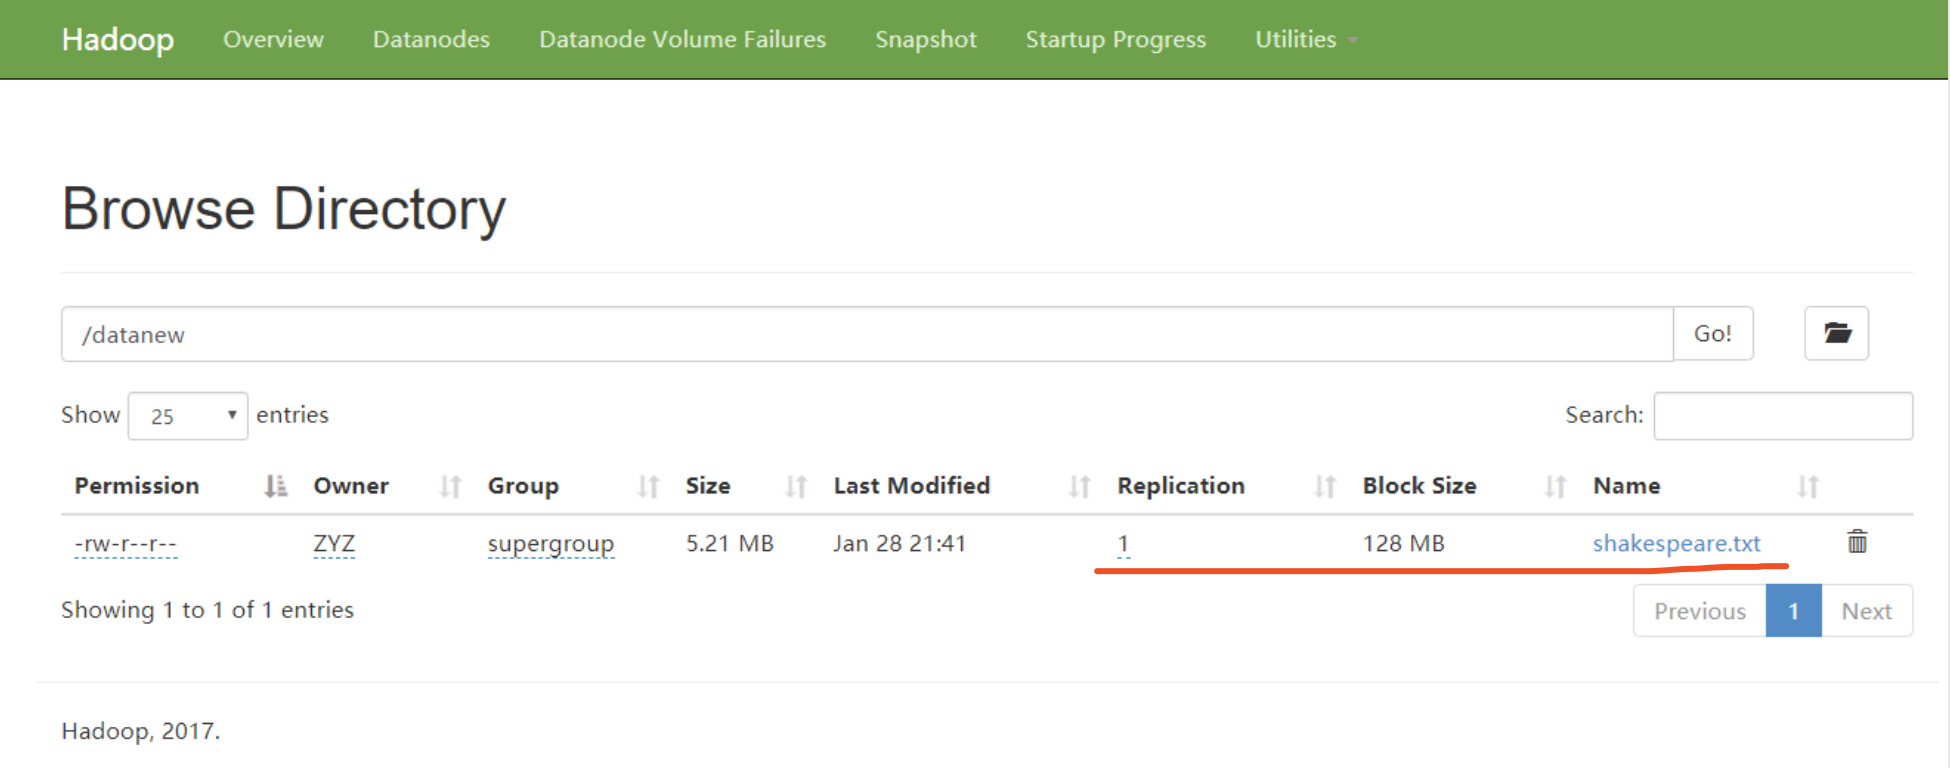 Hadoop Overview Datanodes Datanode Volume Failures Snapshot Startup Progress Utilities
Browse Directory
/datanew Go!
Show 25 entries Search:
Permission Owner Group Size Last Modified Replication Block Size Name
-rw-r--r-- ZYZ supergroup 5.21 MB Jan 28 21:41 1 128 MB shakespeare.txt
Showing 1 to 1 of 1 entries Previous 1 Next
Hadoop, 2017.